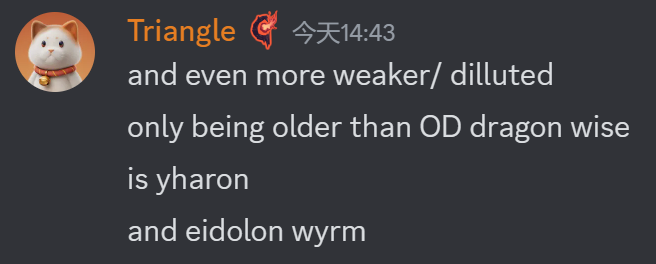 Triangle 今天14:43
and even more weaker/ dilluted
only being older than OD dragon wise
is yharon
and eidolon wyrm